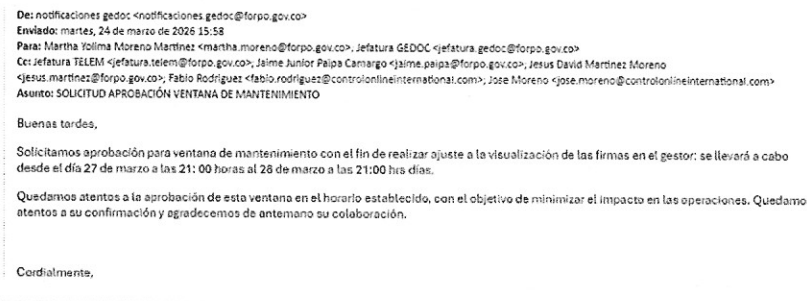 De: notificaciones gedoc <notificaciones.gedoc@forpo.gov.co>
Enviado: martes, 24 de marzo de 2026 15:58
Para: Martha Yolima Moreno Martinez <martha.moreno@forpo.gov.co>; Jefatura GEDOC <jefatura.gedoc@forpo.gov.co>
Cc: Jefatura TELEM <jefatura.telem@forpo.gov.co>; Jaime Junior Paipa Camargo <jaime.paipa@forpo.gov.co>; Jesus David Martinez Moreno
<jesus.martinez@forpo.gov.co>; Fabio Rodriguez <fabio.rodriguez@controlonlineinternational.com>; Jose Moreno <jose.moreno@controlonlineinternational.com>
Asunto: SOLICITUD APROBACIÓN VENTANA DE MANTENIMIENTO
Buenas tardes,
Solicitamos aprobación para ventana de mantenimiento con el fin de realizar ajuste a la visualización de las firmas en el gestor: se llevará a cabo
desde el día 27 de marzo a las 21: 00 horas al 28 de marzo a las 21:00 hrs días.
Quedamos atentos a la aprobación de esta ventana en el horario establecido, con el objetivo de minimizar el impacto en las operaciones. Quedamo
atentos a su confirmación y agradecemos de antemano su colaboración.
Cordialmente,